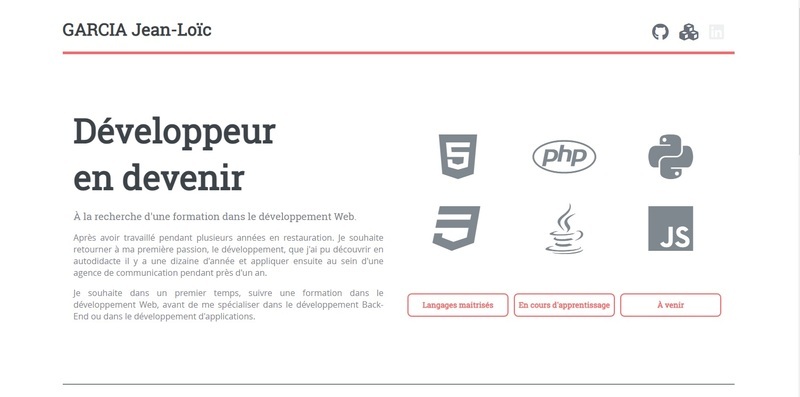 GARCIA Jean-Loïc
in
Développeur
en devenir
À la recherche d'une formation dans le développement Web.
Après avoir travaillé pendant plusieurs années en restauration. Je souhaite
retourner à ma première passion, le développement, que j'ai pu découvrir en
autodidacte il y a une dizaine d'année et appliquer ensuite au sein d'une
agence de communication pendant près d'un an.
Je souhaite dans un premier temps, suivre une formation dans le
développement Web, avant de me spécialiser dans le développement Back-
End ou dans le développement d'applications.
5
php
JS
Langages maitrisés
En cours d'apprentissage
À venir